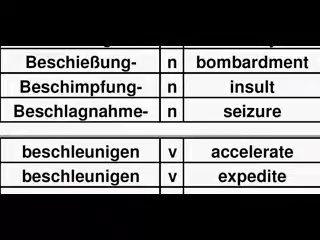 Beschießung- n bombardment
Beschimpfung- n insult
Beschlagnahme- n seizure
beschleunigen v accelerate
beschleunigen v expedite